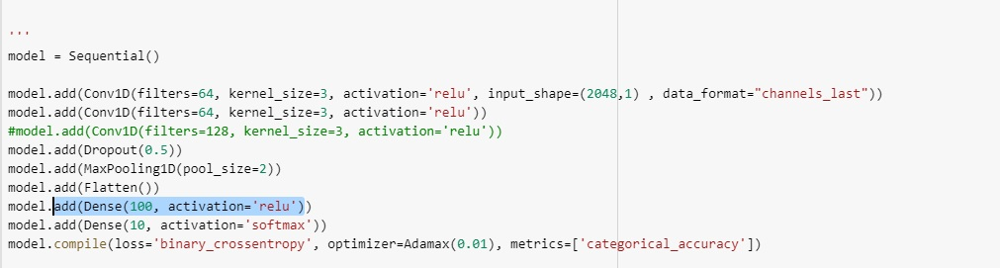 '''
model = Sequential()
model.add(Conv1D(filters=64, kernel_size=3, activation='relu', input_shape=(2048,1) , data_format="channels_last"))
model.add(Conv1D(filters=64, kernel_size=3, activation='relu'))
#model.add(Conv1D(filters=128, kernel_size=3, activation='relu'))
model.add(Dropout(0.5))
model.add(MaxPooling1D(pool_size=2))
model.add(Flatten())
model.add(Dense(100, activation='relu'))
model.add(Dense(10, activation='softmax'))
model.compile(loss='binary_crossentropy', optimizer=Adamax(0.01), metrics=['categorical_accuracy'])